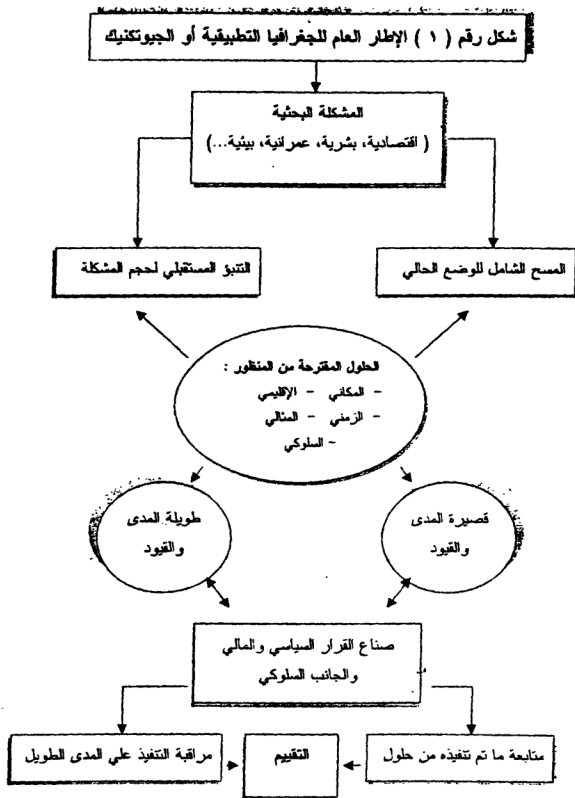 شكل رقم ( ١ ) الإطار العام للجغرافيا التطبيقية أو الجيوتكنيك
المشكلة البحثية
( اقتصادية، بشرية، عمرانية، بيئية...)
المسح الشامل للوضع الحالي
التنبؤ المستقبلي لحجم المشكلة
الحلول المقترحة من المنظور :
– المكاني – الإقليمي
– الزمني – المثالي
– السلوكي
قصيرة المدى
والقيود
طويلة المدى
والقيود
صناع القرار السياسي والمالي
والجانب السلوكي
متابعة ما تم تنفيذه من حلول
التقييم
مراقبة التنفيذ علي المدى الطويل